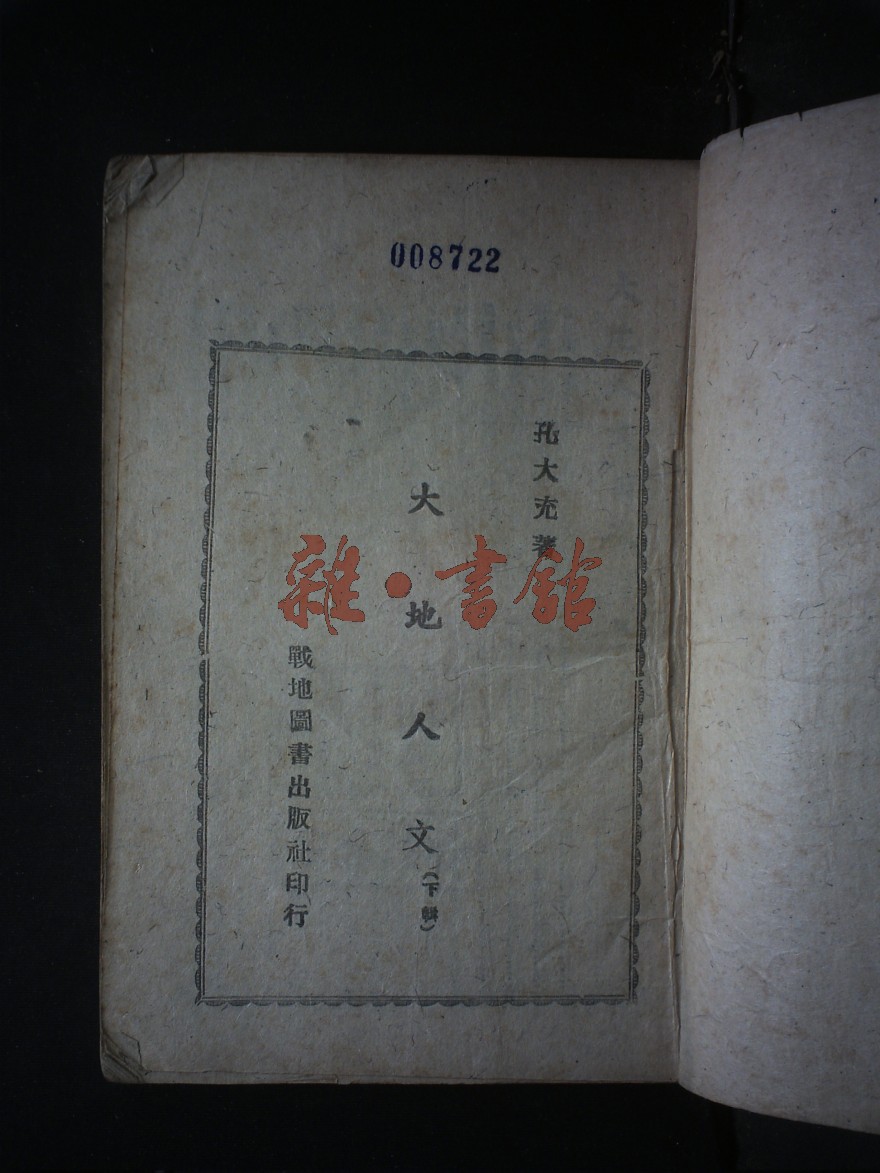 008722
孔大充著
大地人文(下輯)
戰地圖書出版社印行
雜·書館